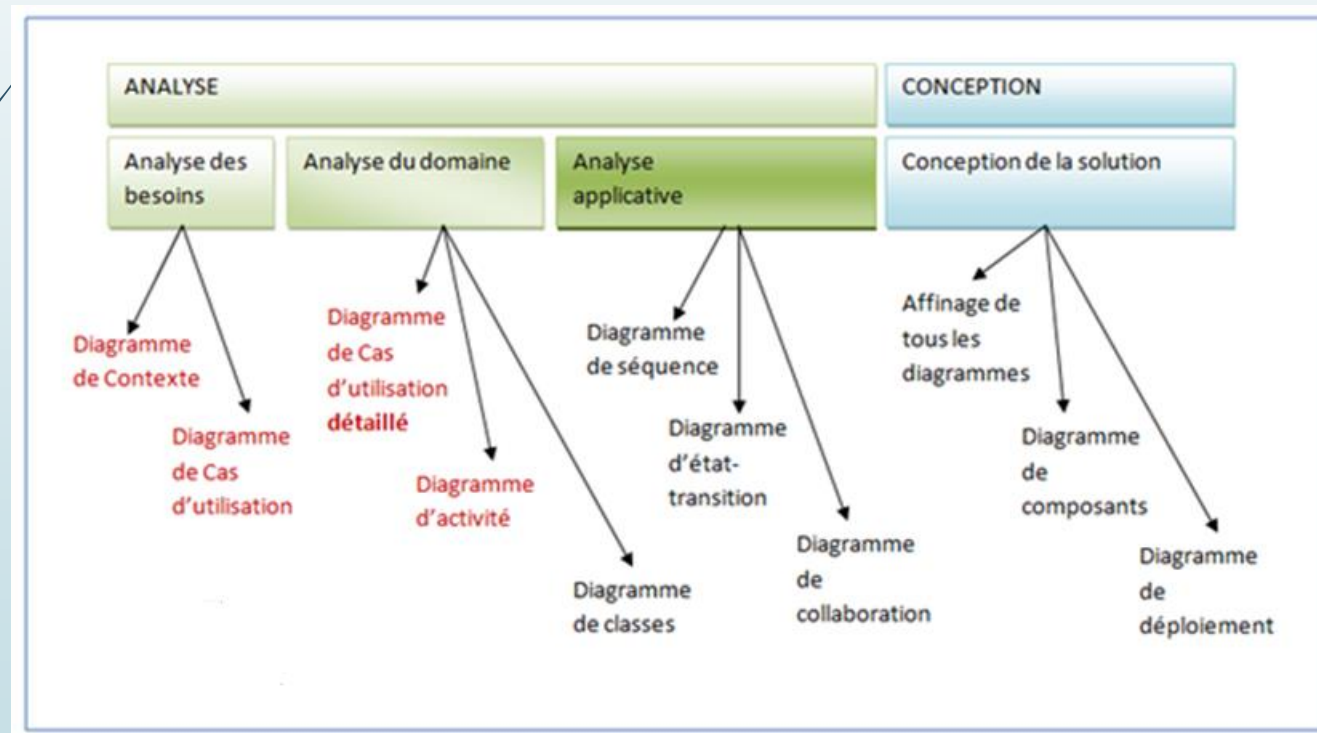 ANALYSE
CONCEPTION
Analyse des
besoins
Analyse du domaine
Analyse
applicative
Conception de la solution
Diagramme
de Contexte
Diagramme
de Cas
d'utilisation
Diagramme
de Cas
d'utilisation
détaillé
Diagramme
d'activité
Diagramme
de classes
Diagramme
de séquence
Diagramme
d'état-
transition
Diagramme
de
collaboration
Affinage de
tous les
diagrammes
Diagramme
de
composants
Diagramme
de
déploiement